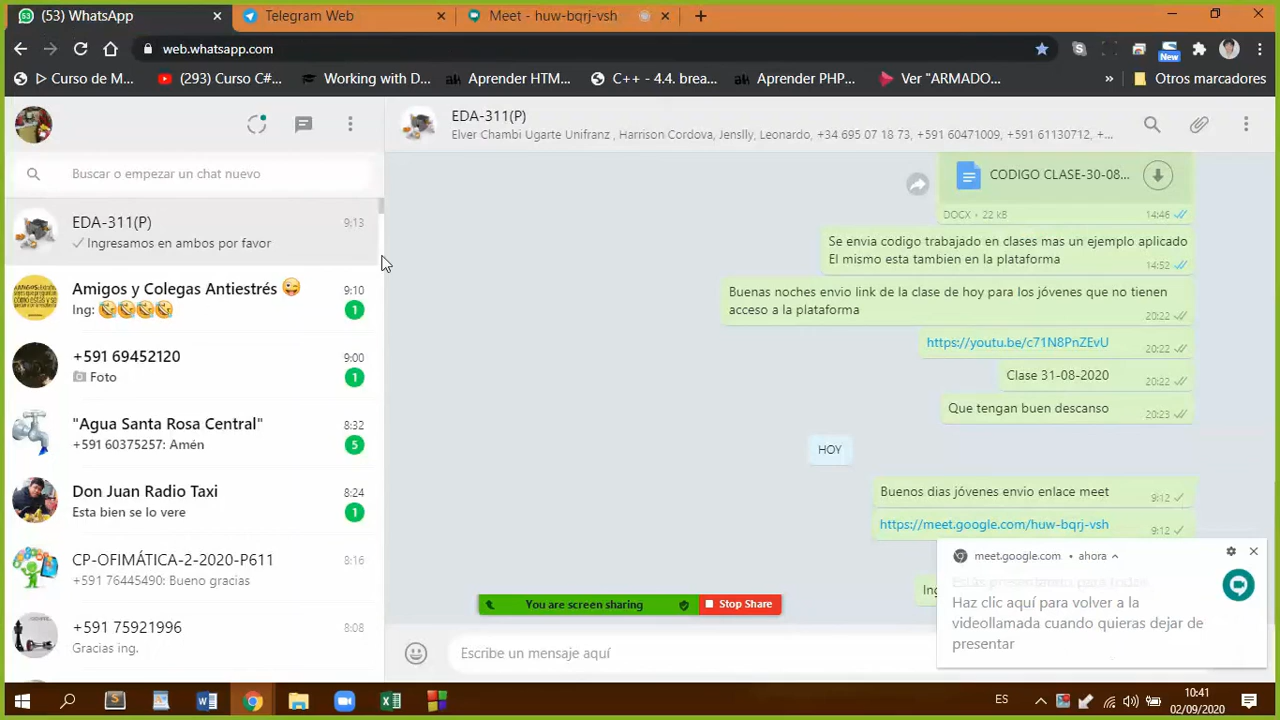 (53) WhatsApp
Telegram Web
Meet - huw-bqrj-vsh
web.whatsapp.com
New
Curso de M...
(293) Curso C#...
Working with D...
Aprender HTM...
C++ - 4.4. brea...
Aprender PHP...
Ver "ARMADO...
»
Otros marcadores
EDA-311(P)
Elver Chambi Ugarte Unifranz , Harrison Cordova, Jenslly, Leonardo, +34 695 07 18 73, +591 60471009, +591 61130712, +...
Buscar o empezar un chat nuevo
EDA-311(P)
9:13
Ingresamos en ambos por favor
Amigos y Colegas Antiestrés
9:10
Ing:
1
+591 69452120
9:00
Foto
1
"Agua Santa Rosa Central"
8:32
+591 60375257: Amén
5
Don Juan Radio Taxi
8:24
Esta bien se lo vere
1
CP-OFIMÁTICA-2-2020-P611
8:16
+591 76445490: Bueno gracias
+591 75921996
8:08
Gracias ing.
CODIGO CLASE-30-08...
DOCX • 22 kB
14:46
Se envia codigo trabajado en clases mas un ejemplo aplicado
El mismo esta tambien en la plataforma
14:52
Buenas noches envio link de la clase de hoy para los jóvenes que no tienen
acceso a la plataforma
20:22
https://youtu.be/c71N8PnZEvU
20:22
Clase 31-08-2020
20:22
Que tengan buen descanso
20:23
HOY
Buenos dias jóvenes envio enlace meet
9:12
https://meet.google.com/huw-bqrj-vsh
9:12
Ing
meet.google.com • ahora
Estás presentando para todos
Haz clic aquí para volver a la
videollamada cuando quieras dejar de
presentar
You are screen sharing
Stop Share
Escribe un mensaje aquí
ES
10:41
02/09/2020